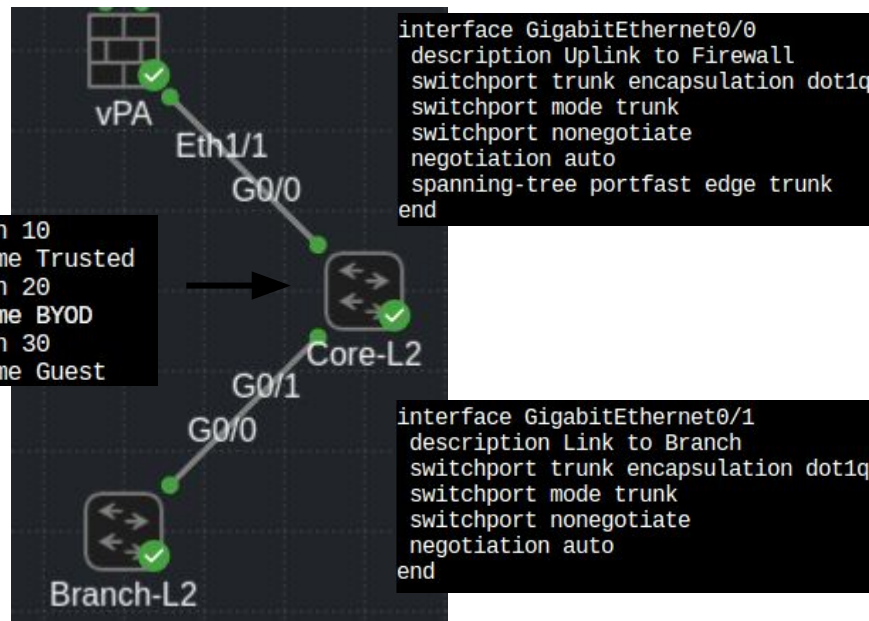 interface GigabitEthernet0/0
description Uplink to Firewall
switchport trunk encapsulation dot1q
switchport mode trunk
switchport nonegotiate
negotiation auto
spanning-tree portfast edge trunk
end
vPA
Eth1/1
G0/0
n 10
me Trusted
n 20
me BYOD
n 30
me Guest
Core-L2
G0/1
G0/0
Branch-L2
interface GigabitEthernet0/1
description Link to Branch
switchport trunk encapsulation dot1q
switchport mode trunk
switchport nonegotiate
negotiation auto
end